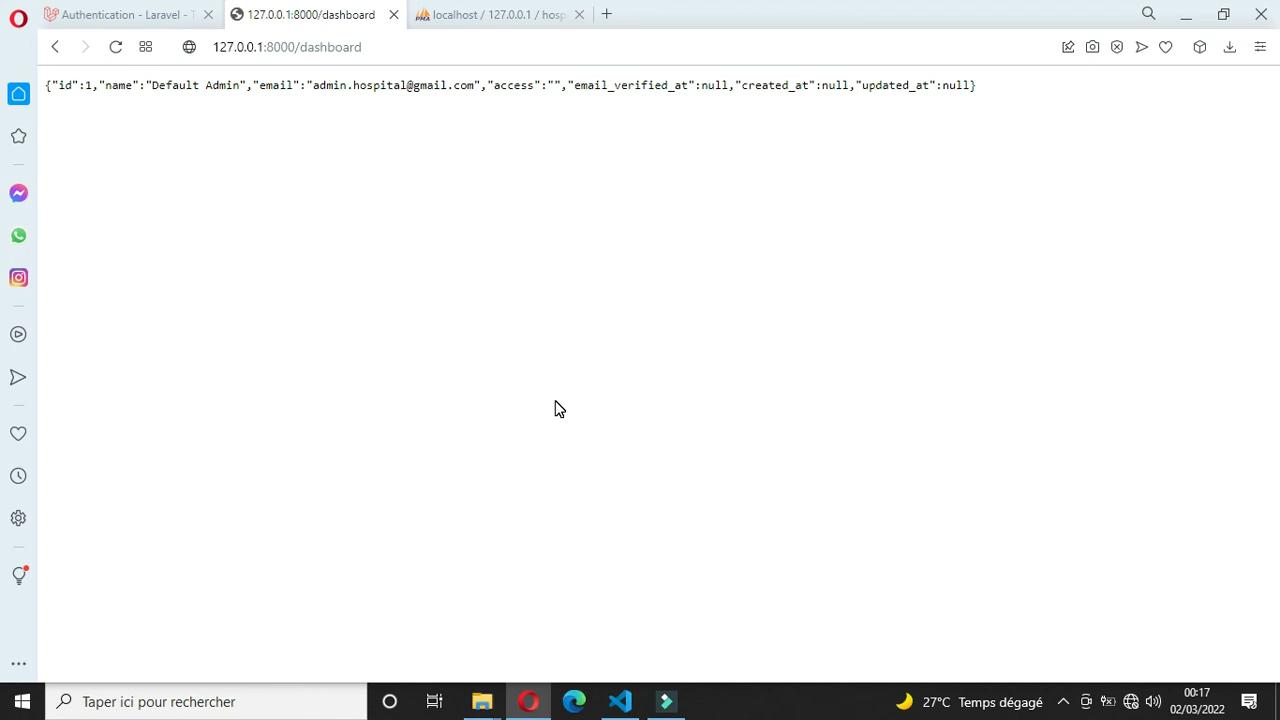 Authentication - Laravel - T
127.0.0.1:8000/dashboard
PMA
localhost / 127.0.0.1 / hosp
127.0.0.1:8000/dashboard
{"id":1,"name":"Default Admin","email":"admin.hospital@gmail.com","access":"","email_verified_at":null,"created_at":null,"updated_at":null}
Taper ici pour rechercher
27°C Temps dégagé
00:17
02/03/2022